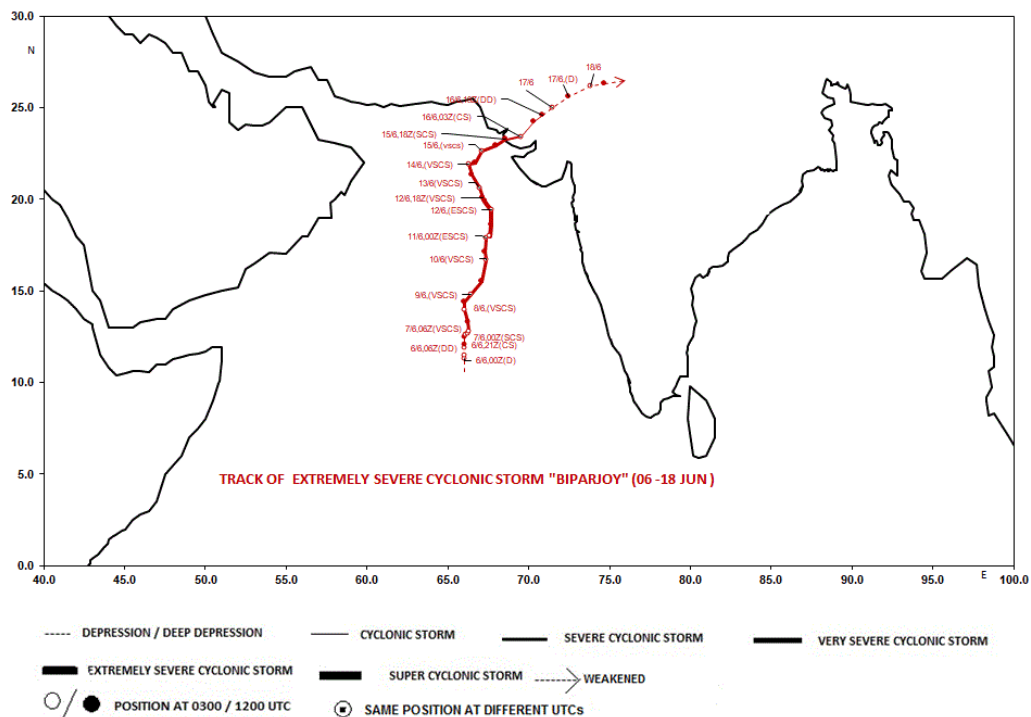 30.0
N
25.0
20.0
15.0
10.0
5.0
0.0
18/6
17/6,(D)
17/6
16/6,18Z(DD)
16/6,03Z(CS)
15/6,18Z(SCS)
15/6,(vscs)
14/6,(VSCS)
13/6(VSCS)
12/6,18Z(VSCS)
12/6,(ESCS)
11/6,00Z(ESCS)
10/6(VSCS)
9/6,(VSCS)
8/6,(VSCS)
7/6,06Z(VSCS)
7/6,00Z(SCS)
6/6,21Z(CS)
6/6,06Z(DD)
6/6,00Z(D)
TRACK OF EXTREMELY SEVERE CYCLONIC STORM "BIPARJOY" (06 -18 JUN )
40.0 45.0 50.0 55.0 60.0 65.0 70.0 75.0 80.0 85.0 90.0 95.0 E 100.0
DEPRESSION / DEEP DEPRESSION CYCLONIC STORM SEVERE CYCLONIC STORM VERY SEVERE CYCLONIC STORM
EXTREMELY SEVERE CYCLONIC STORM SUPER CYCLONIC STORM WEAKENED
/ POSITION AT 0300 / 1200 UTC SAME POSITION AT DIFFERENT UTCs